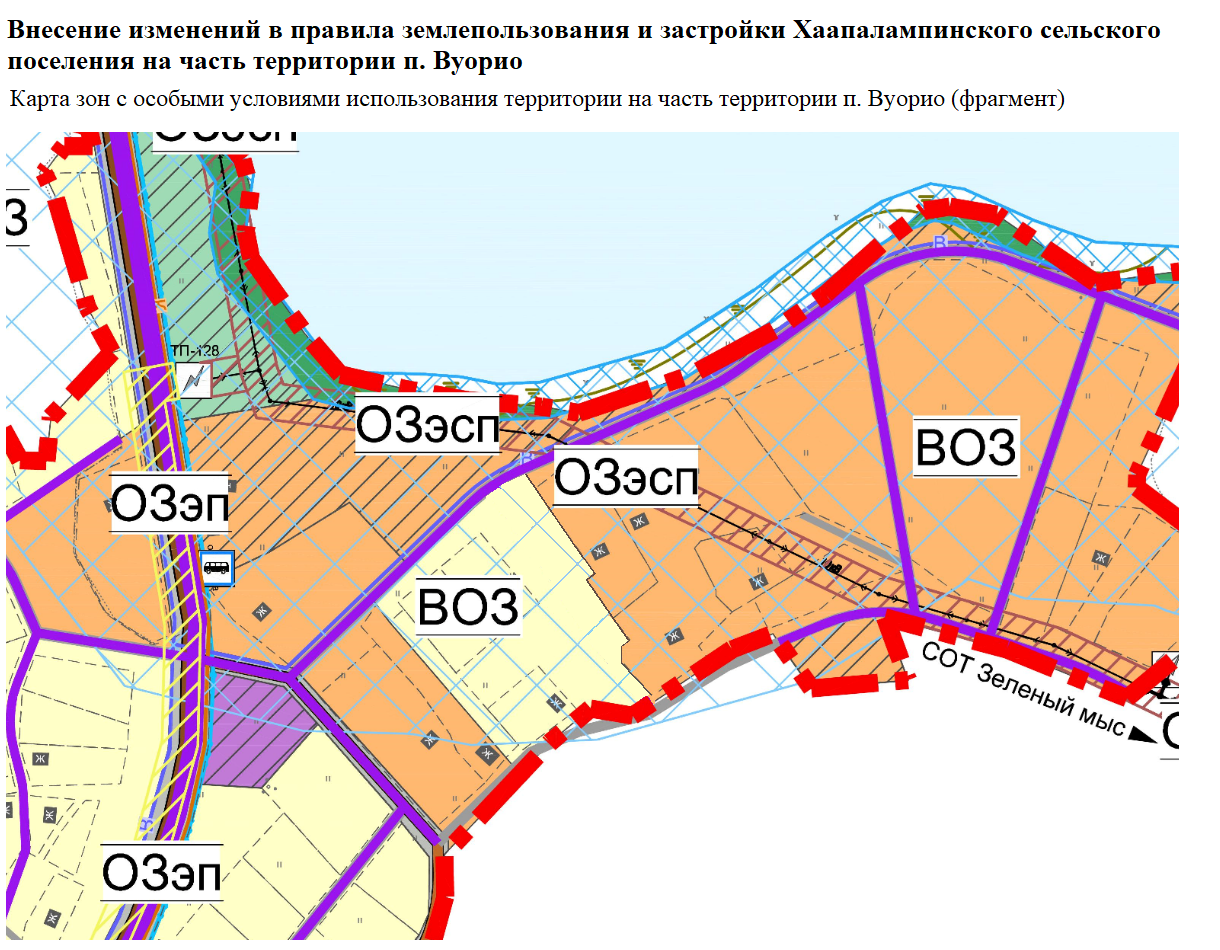 Внесение изменений в правила землепользования и застройки Хаапалампинского сельского
поселения на часть территории п. Вуорио
Карта зон с особыми условиями использования территории на часть территории п. Вуорио (фрагмент)
З
ТП-128
ОЗэсп
ОЗэсп
ВОЗ
ОЗэп
ВОЗ
СОТ Зеленый мыс
ОЗэп
В
В
В
В
Ж
Ж
Ж
Ж
Ж
Ж
Ж
Ж
Ж
Ж
Ж
Ж